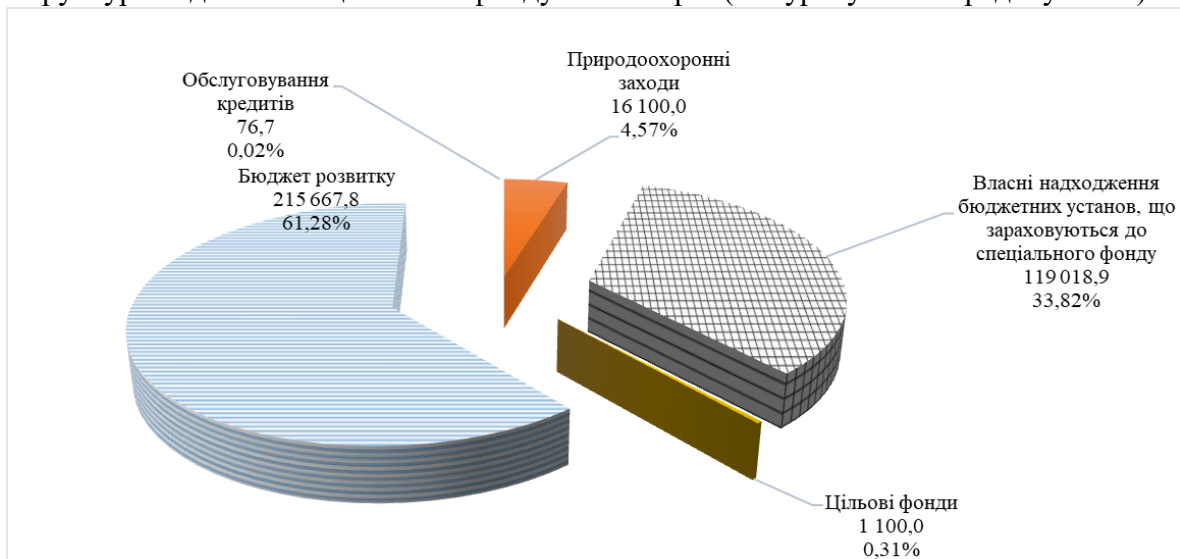 Обслуговування
кредитів
76,7
0,02%
Природоохоронні
заходи
16 100,0
4,57%
Бюджет розвитку
215 667,8
61,28%
Власні надходження
бюджетних установ, що
зараховуються до
спеціального фонду
119 018,9
33,82%
Цільові фонди
1 100,0
0,31%